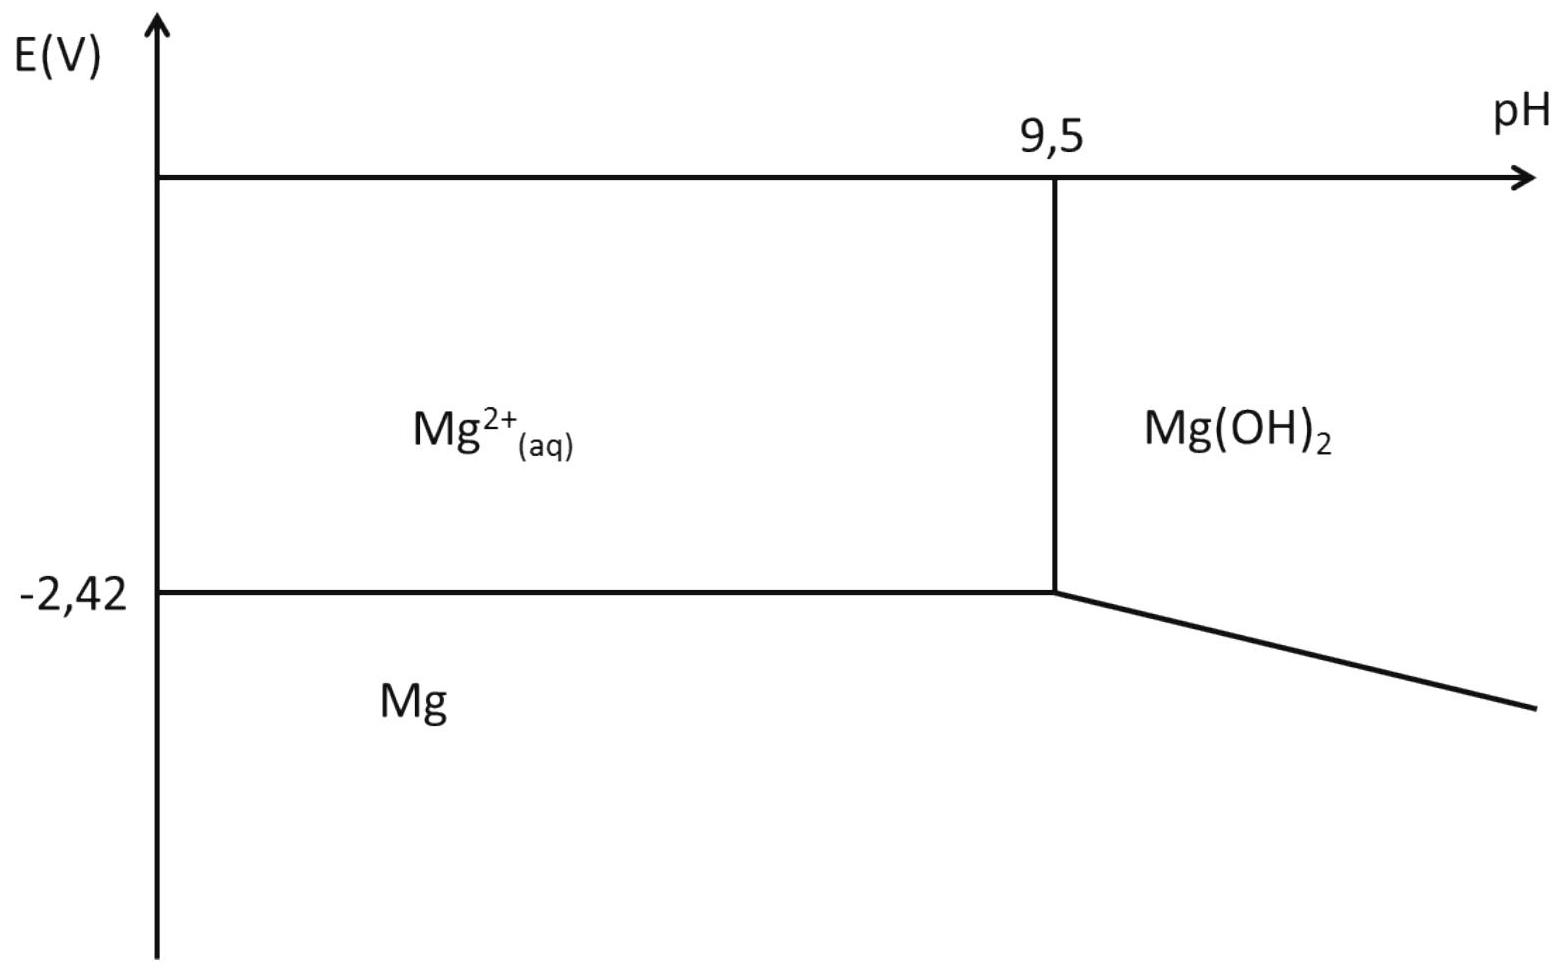 E(V)
pH
9,5
Mg²⁺(aq)
Mg(OH)₂
-2,42
Mg